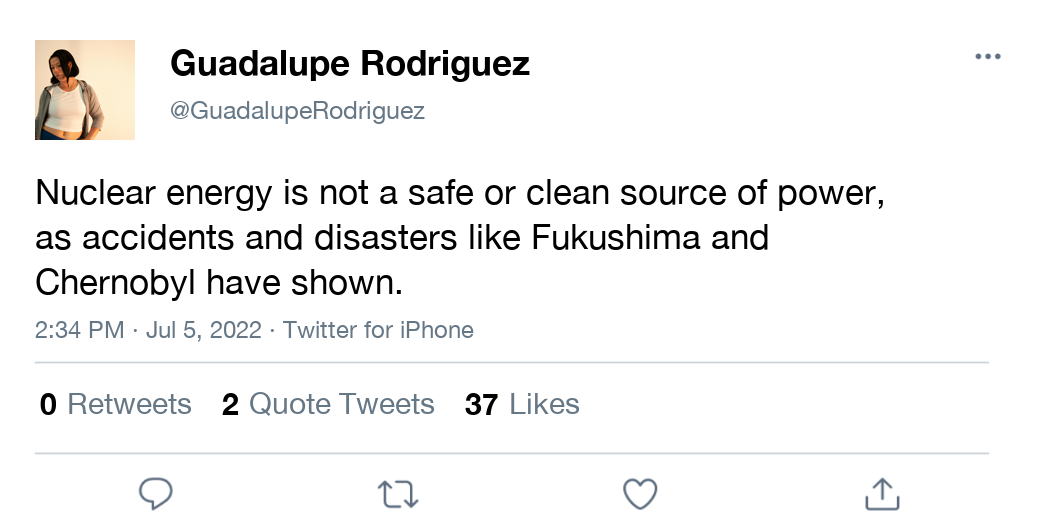 Guadalupe Rodriguez
@GuadalupeRodriguez
Nuclear energy is not a safe or clean source of power,
as accidents and disasters like Fukushima and
Chernobyl have shown.
2:34 PM · Jul 5, 2022 · Twitter for iPhone
0 Retweets 2 Quote Tweets 37 Likes